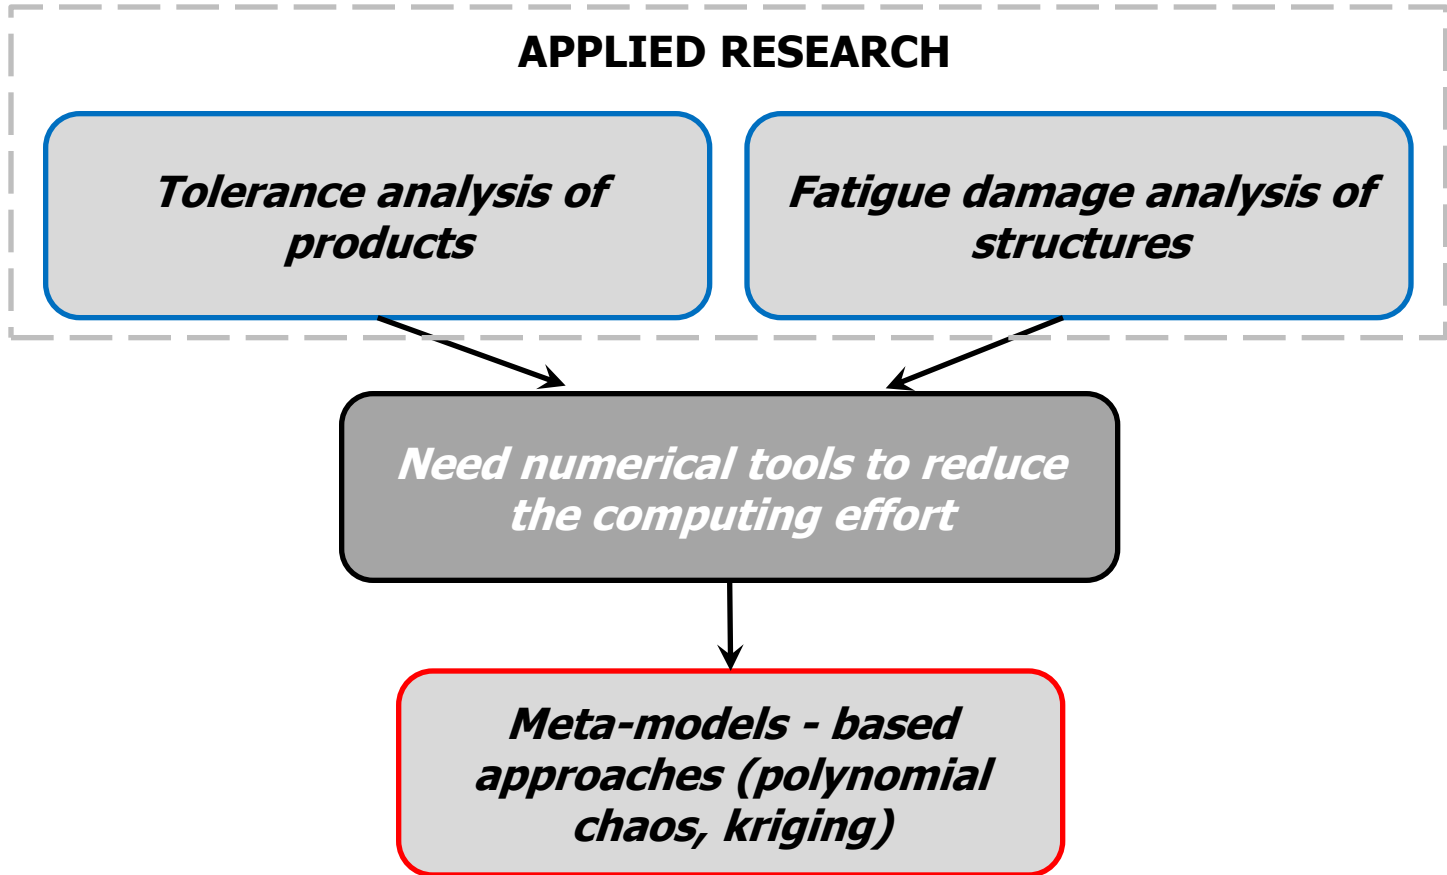 APPLIED RESEARCH
Tolerance analysis of
products
Fatigue damage analysis of
structures
Need numerical tools to reduce
the computing effort
Meta-models - based
approaches (polynomial
chaos, kriging)